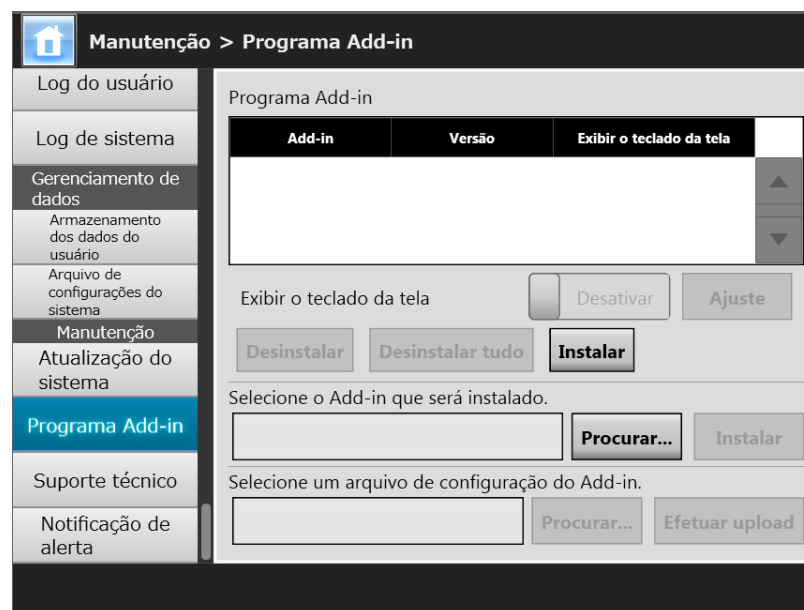 Manutenção > Programa Add-in
Log do usuário
Log de sistema
Gerenciamento de
dados
Armazenamento
dos dados do
usuário
Arquivo de
configurações do
sistema
Manutenção
Atualização do
sistema
Programa Add-in
Suporte técnico
Notificação de
alerta
Programa Add-in
Add-in Versão Exibir o teclado da tela
Exibir o teclado da tela Desativar Ajuste
Desinstalar Desinstalar tudo Instalar
Selecione o Add-in que será instalado.
Procurar... Instalar
Selecione um arquivo de configuração do Add-in.
Procurar... Efetuar upload